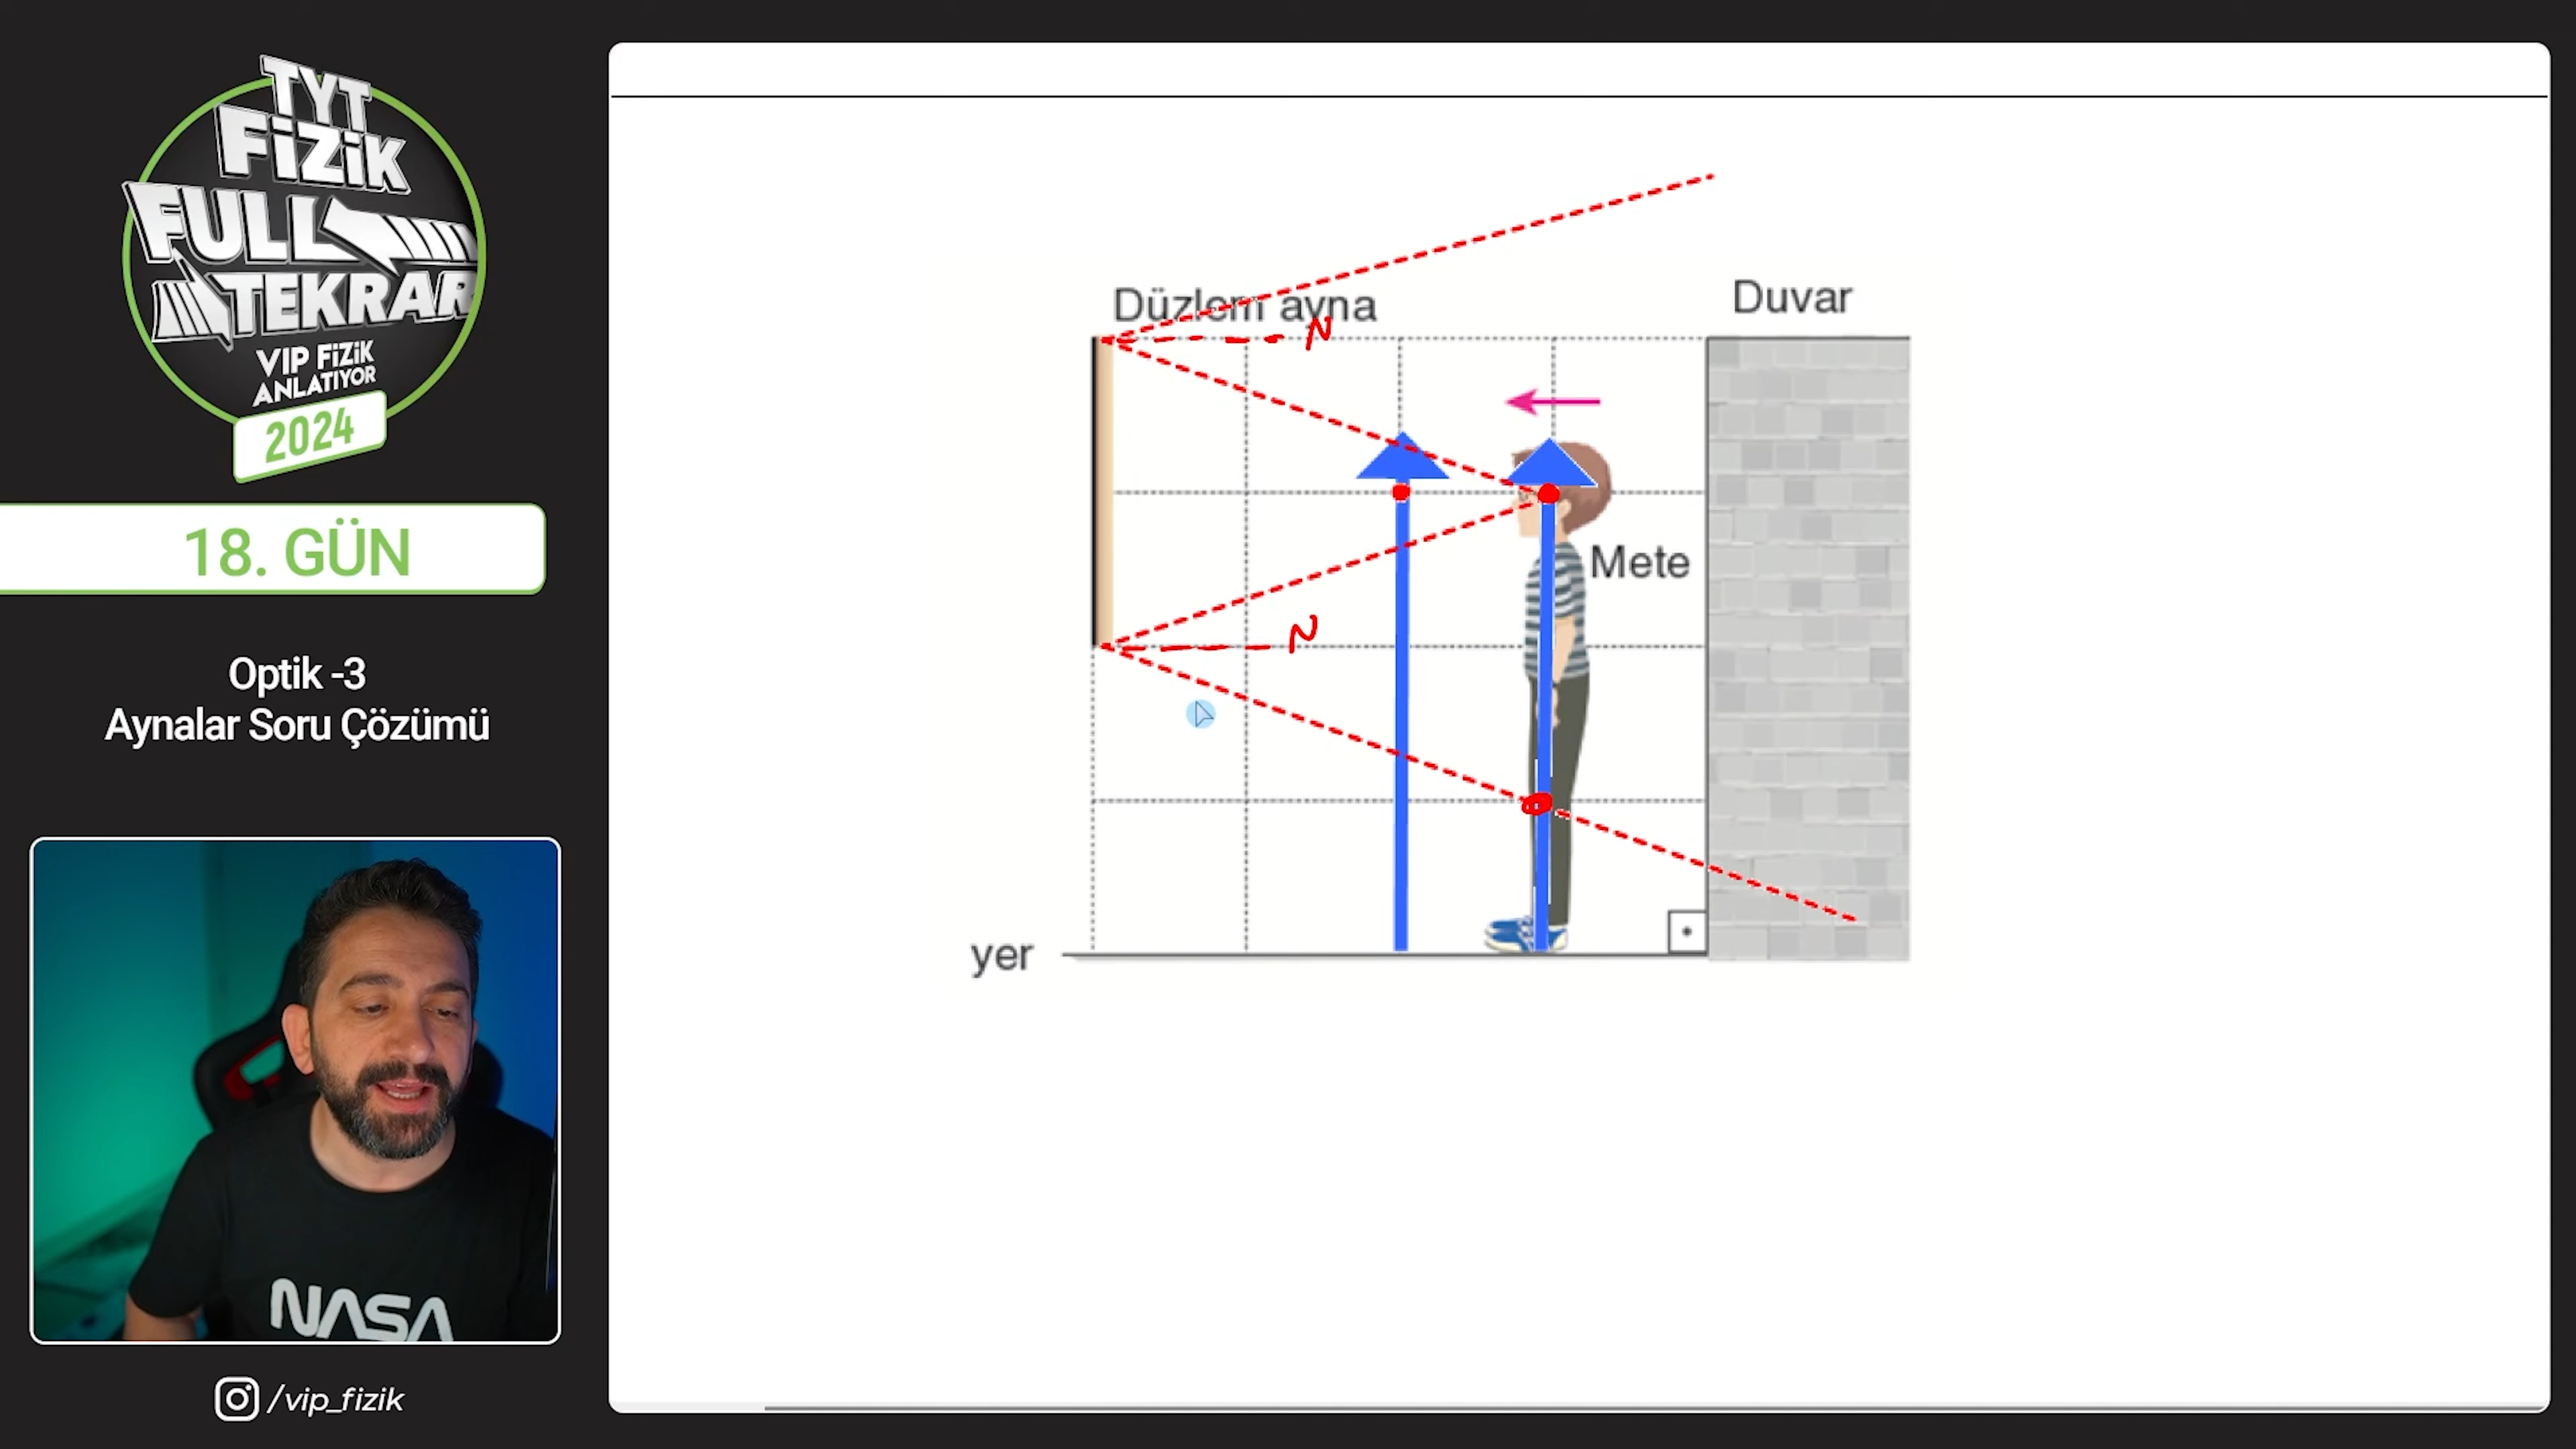 TYT
FİZİK
FULL
TEKRAR
VIP FİZİK
ANLATIYOR
2024
18. GÜN
Optik -3
Aynalar Soru Çözümü
NASA
/vip_fizik
Düzlem ayna
Duvar
N
Mete
N
yer